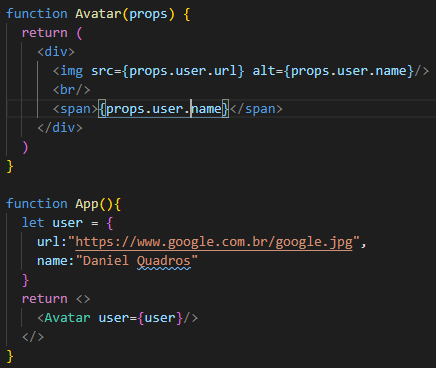 function Avatar(props) {
  return (
    <div>
      <img src={props.user.url} alt={props.user.name}/>
      <br/>
      <span>{props.user.name}</span>
    </div>
  )
}
function App(){
  let user = {
    url:"https://www.google.com.br/google.jpg",
    name:"Daniel Quadros"
  }
  return <>
    <Avatar user={user}/>
  </>
}